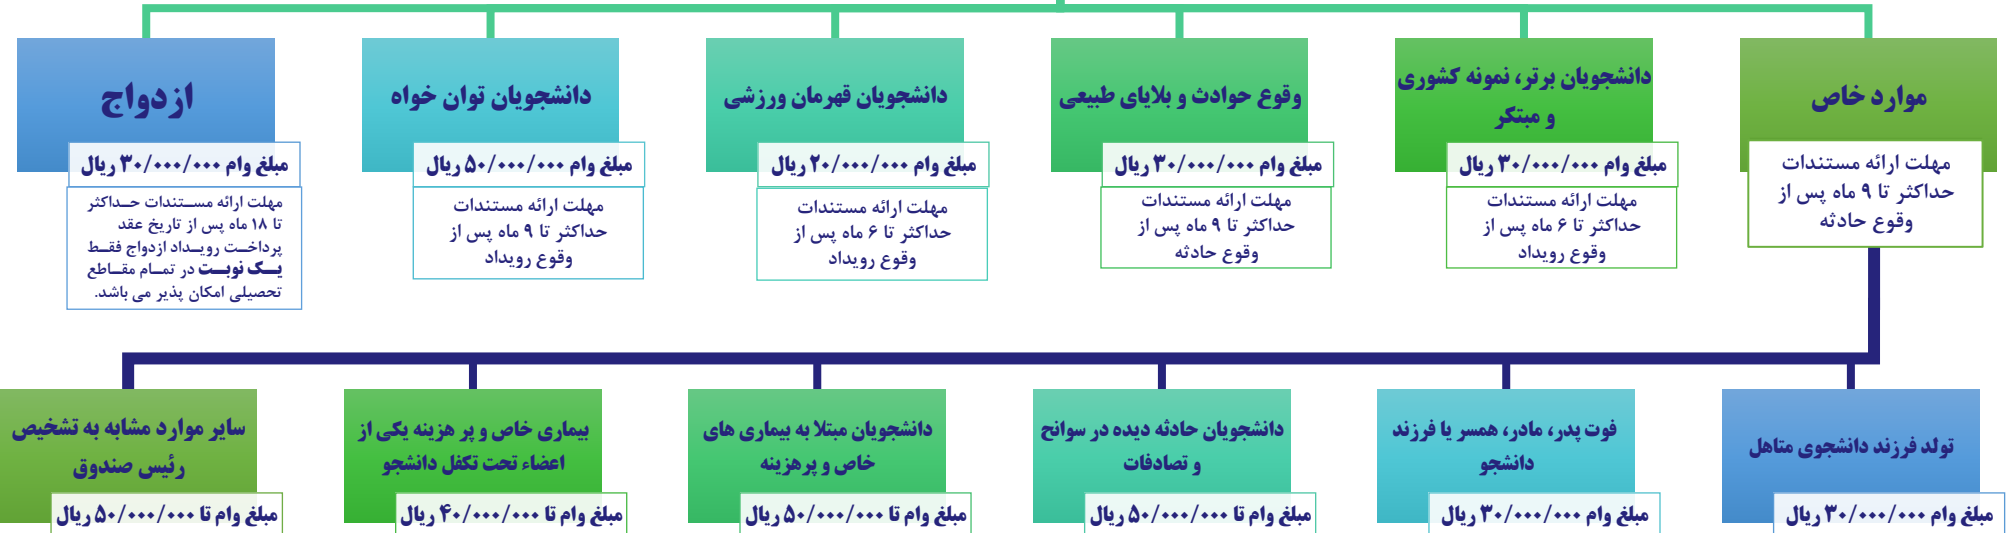 موارد خاص
مهلت ارائه مستندات
حداکثر تا ۹ ماه پس از
وقوع حادثه
دانشجویان برتر، نمونه کشوری
و مبتکر
مبلغ وام ۳۰/۰۰۰/۰۰۰ ریال
مهلت ارائه مستندات
حداکثر تا ۶ ماه پس از
وقوع رویداد
وقوع حوادث و بلایای طبیعی
مبلغ وام ۳۰/۰۰۰/۰۰۰ ریال
مهلت ارائه مستندات
حداکثر تا ۹ ماه پس از
وقوع حادثه
دانشجویان قهرمان ورزشی
مبلغ وام ۲۰/۰۰۰/۰۰۰ ریال
مهلت ارائه مستندات
حداکثر تا ۶ ماه پس از
وقوع رویداد
دانشجویان توان خواه
مبلغ وام ۵۰/۰۰۰/۰۰۰ ریال
مهلت ارائه مستندات
حداکثر تا ۹ ماه پس از
وقوع رویداد
ازدواج
مبلغ وام ۳۰/۰۰۰/۰۰۰ ریال
مهلت ارائه مســتندات حــداکثر
تا ۱۸ ماه پس از تاریخ عقد
پرداخــت رویــداد ازدواج فقــط
یــک نوبــت در تمــام مقــاطع
تحصیلی امکان پذیر می باشد.
تولد فرزند دانشجوی متاهل
مبلغ وام ۳۰/۰۰۰/۰۰۰ ریال
فوت پدر، مادر، همسر یا فرزند
دانشجو
مبلغ وام ۳۰/۰۰۰/۰۰۰ ریال
دانشجویان حادثه دیده در سوانح
و تصادفات
مبلغ وام تا ۵۰/۰۰۰/۰۰۰ ریال
دانشجویان مبتلا به بیماری های
خاص و پرهزینه
مبلغ وام تا ۵۰/۰۰۰/۰۰۰ ریال
بیماری خاص و پر هزینه یکی از
اعضاء تحت تکفل دانشجو
مبلغ وام تا ۴۰/۰۰۰/۰۰۰ ریال
سایر موارد مشابه به تشخیص
رئیس صندوق
مبلغ وام تا ۵۰/۰۰۰/۰۰۰ ریال